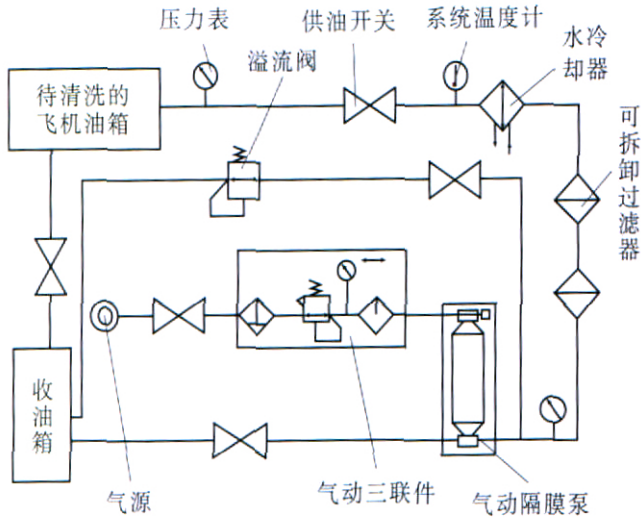 压力表
供油开关
系统温度计
水冷
却器
溢流阀
待清洗的
飞机油箱
可拆卸过滤器
收油箱
气源
气动三联件
气动隔膜泵